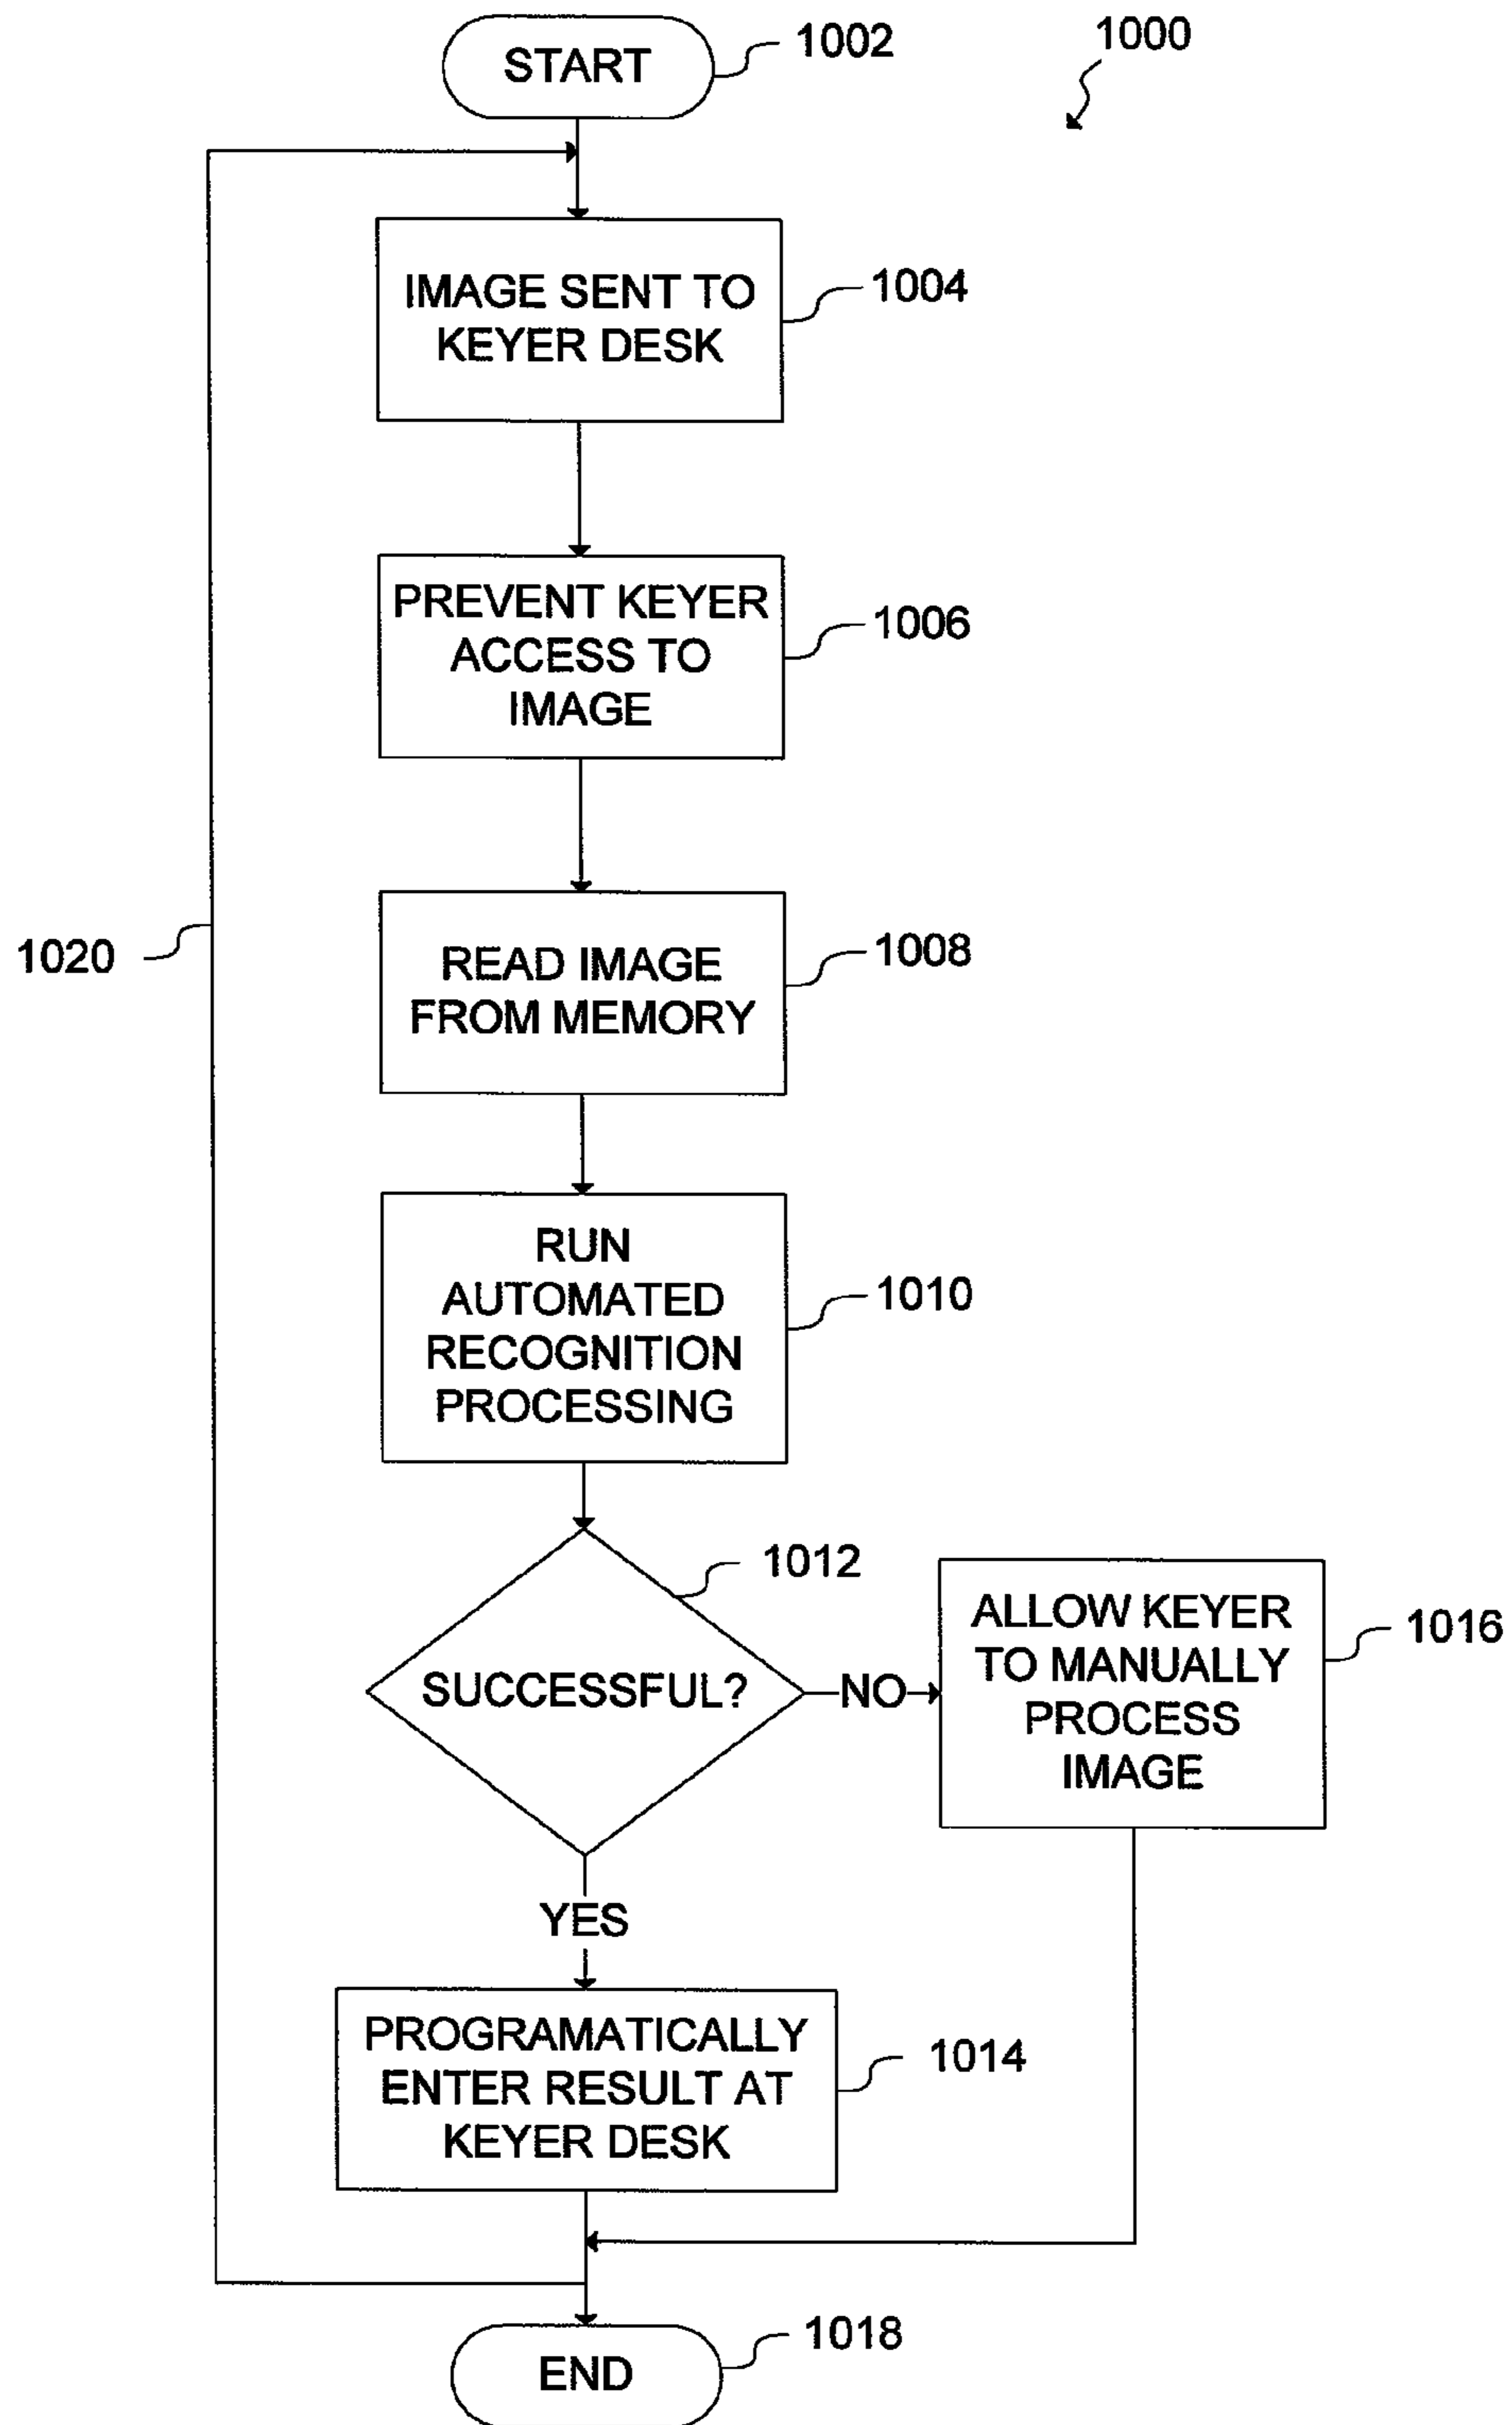 START
1002
1000
IMAGE SENT TO
KEYER DESK
1004
PREVENT KEYER
ACCESS TO
IMAGE
1006
READ IMAGE
FROM MEMORY
1008
1020
RUN
AUTOMATED
RECOGNITION
PROCESSING
1010
SUCCESSFUL?
1012
NO
ALLOW KEYER
TO MANUALLY
PROCESS
IMAGE
1016
YES
PROGRAMATICALLY
ENTER RESULT AT
KEYER DESK
1014
END
1018